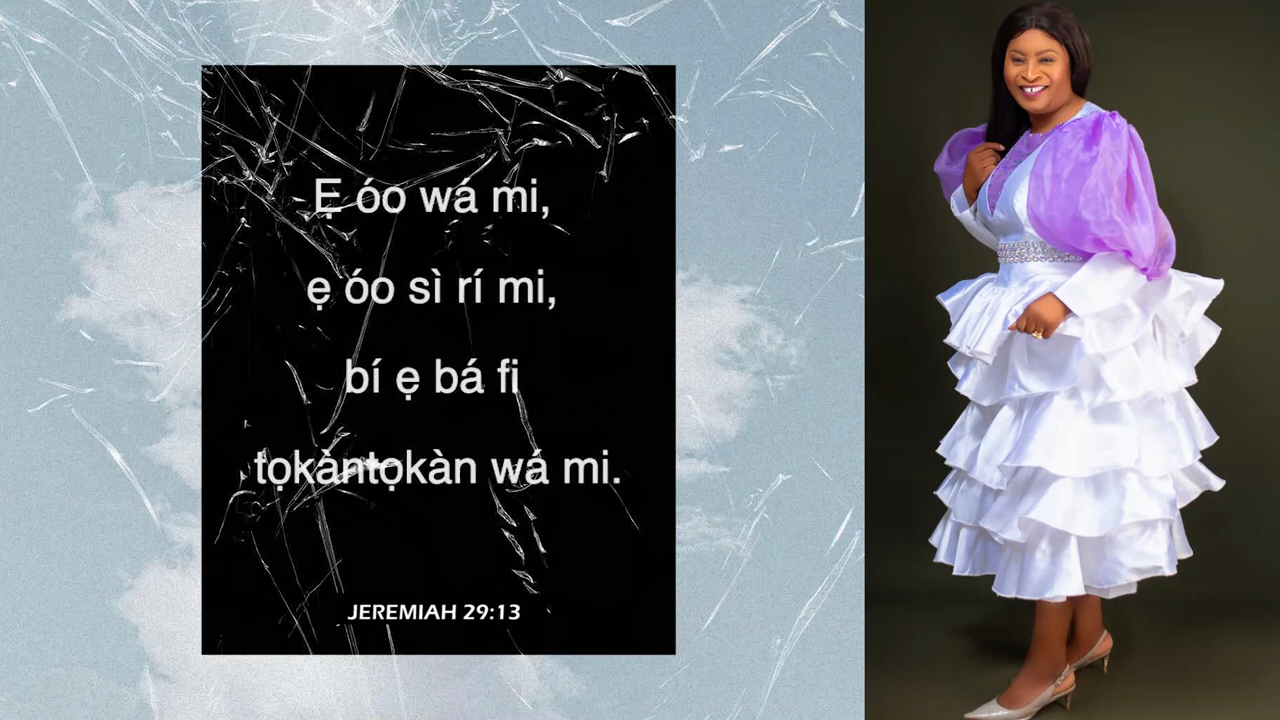 Ẹ óo wá mi,
ẹ óo sì rí mi,
bí ẹ bá fi
tọkàntọkàn wá mi.
JEREMIAH 29:13